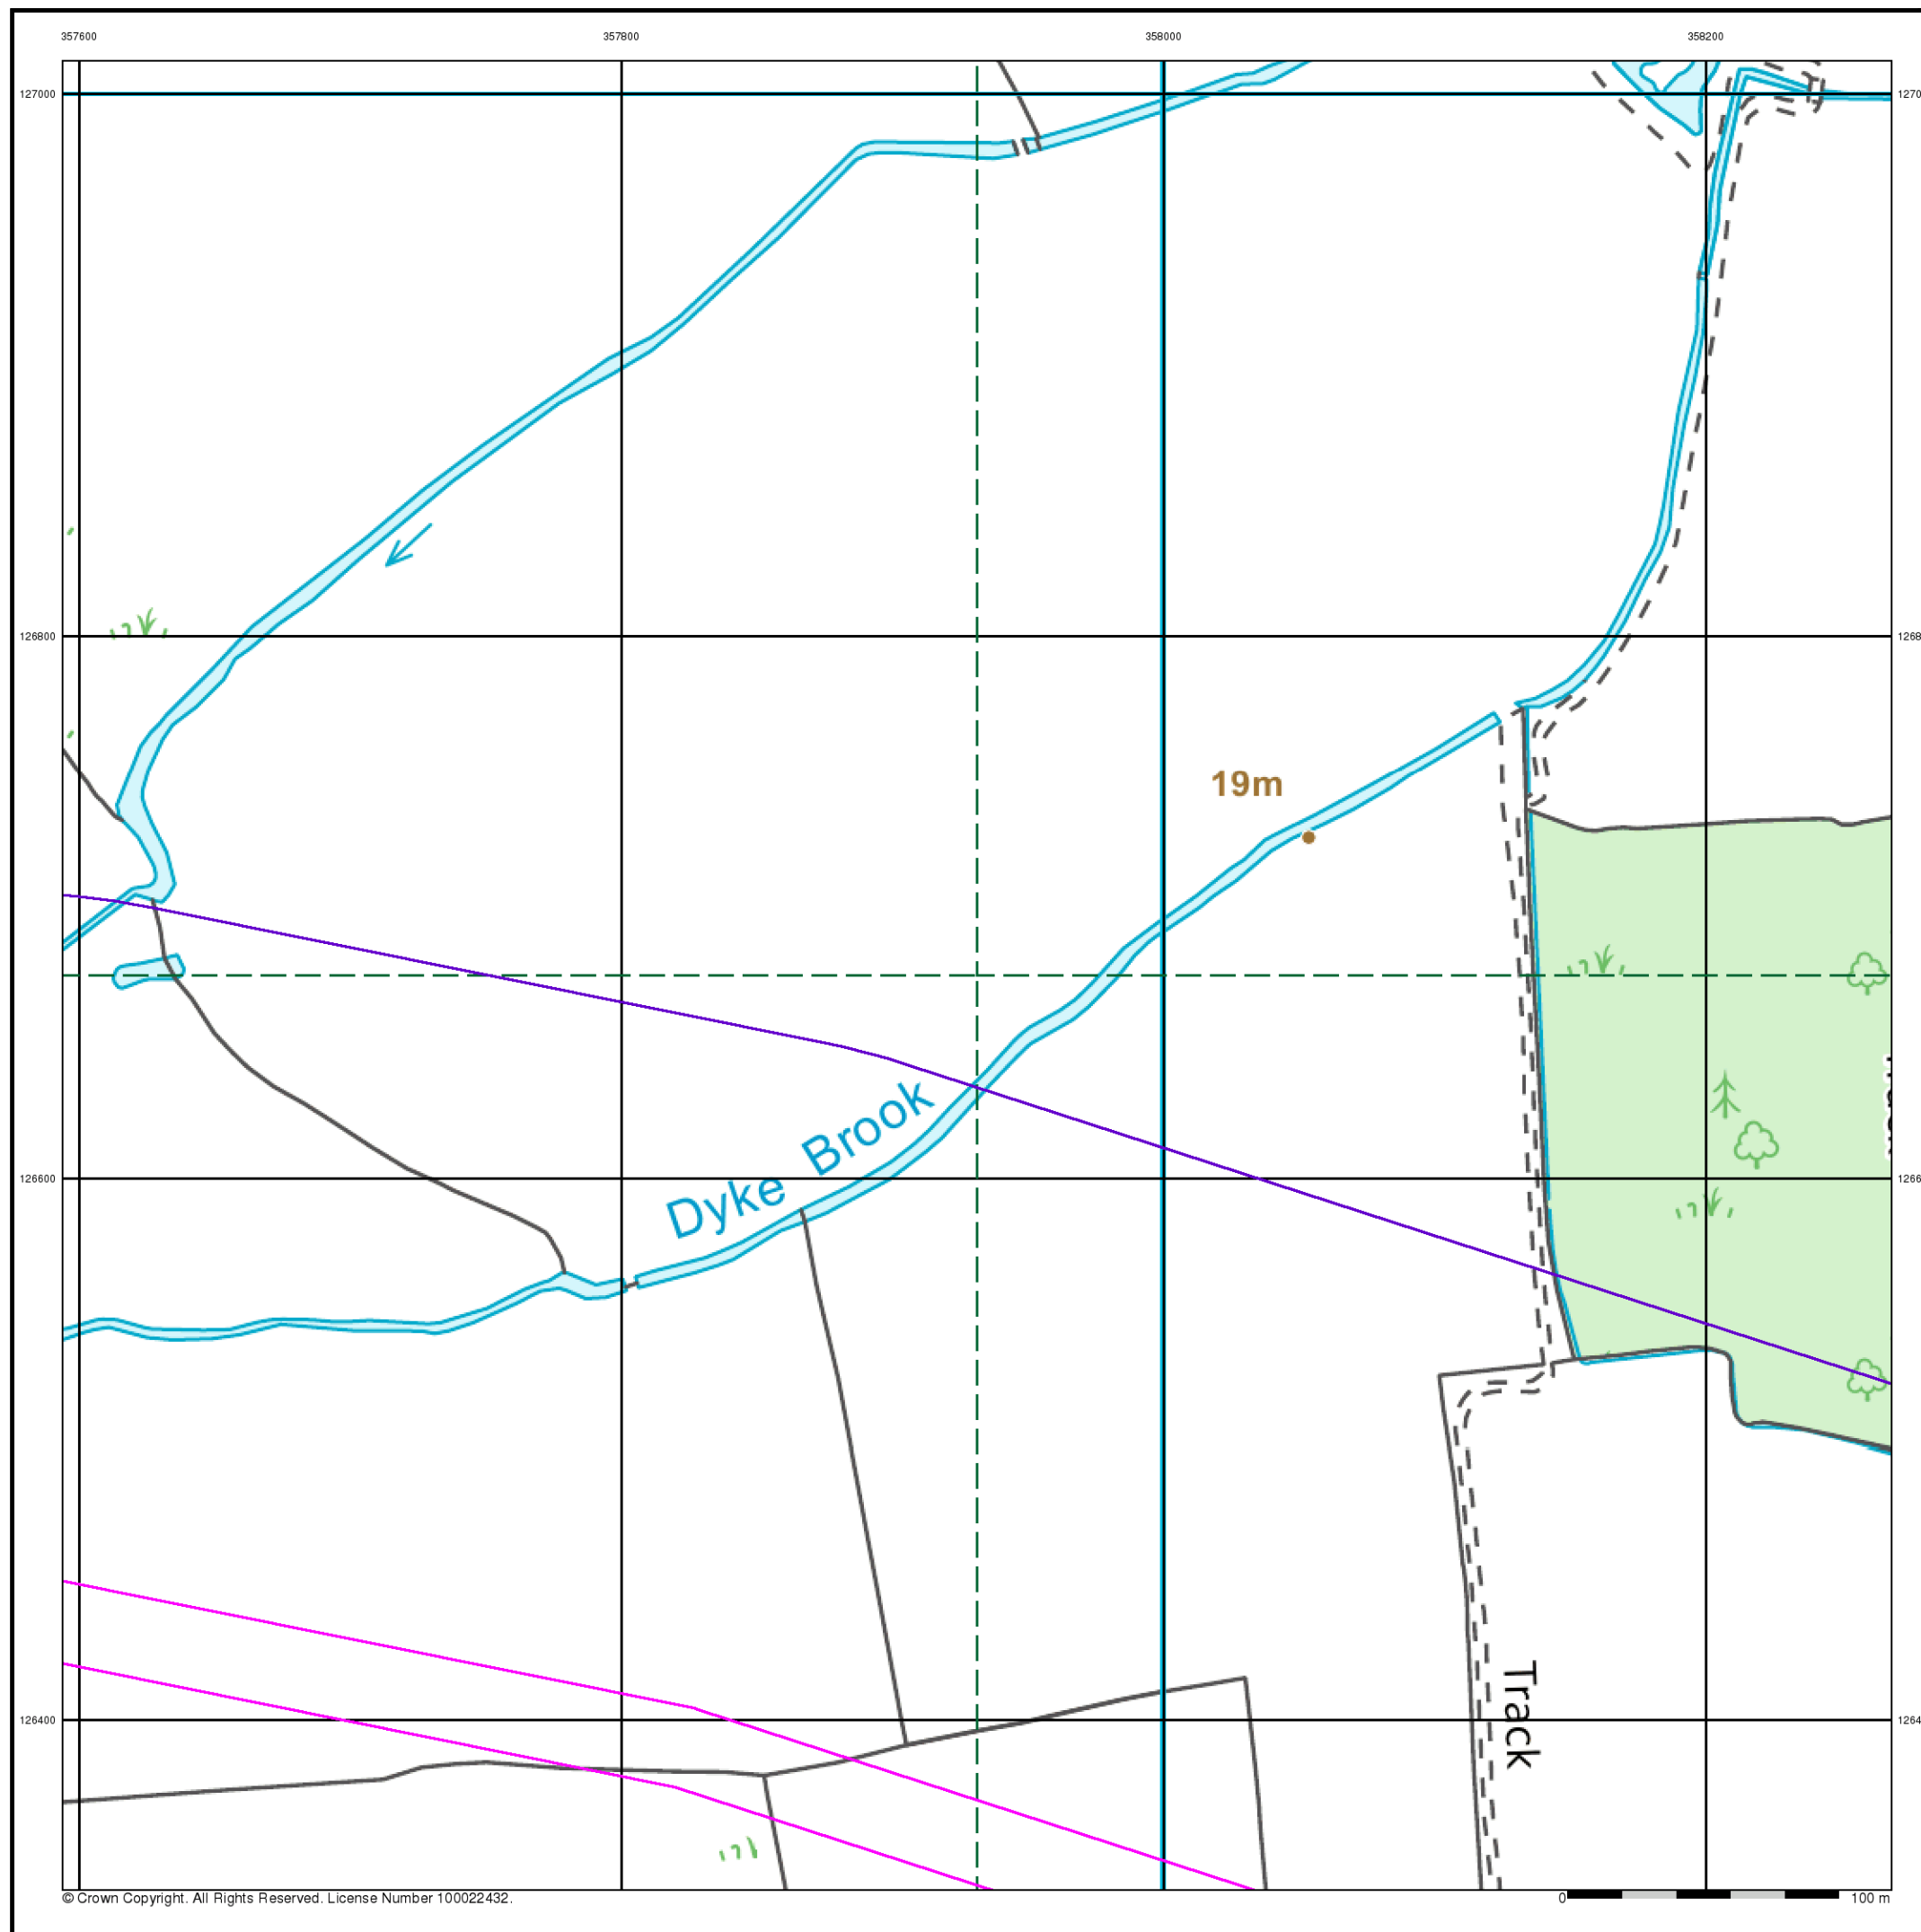 357600 357800 358000 358200
127000
126800
19m
Dyke Brook
126600
Track
126400
© Crown Copyright. All Rights Reserved. License Number 100022432.
0 100 m